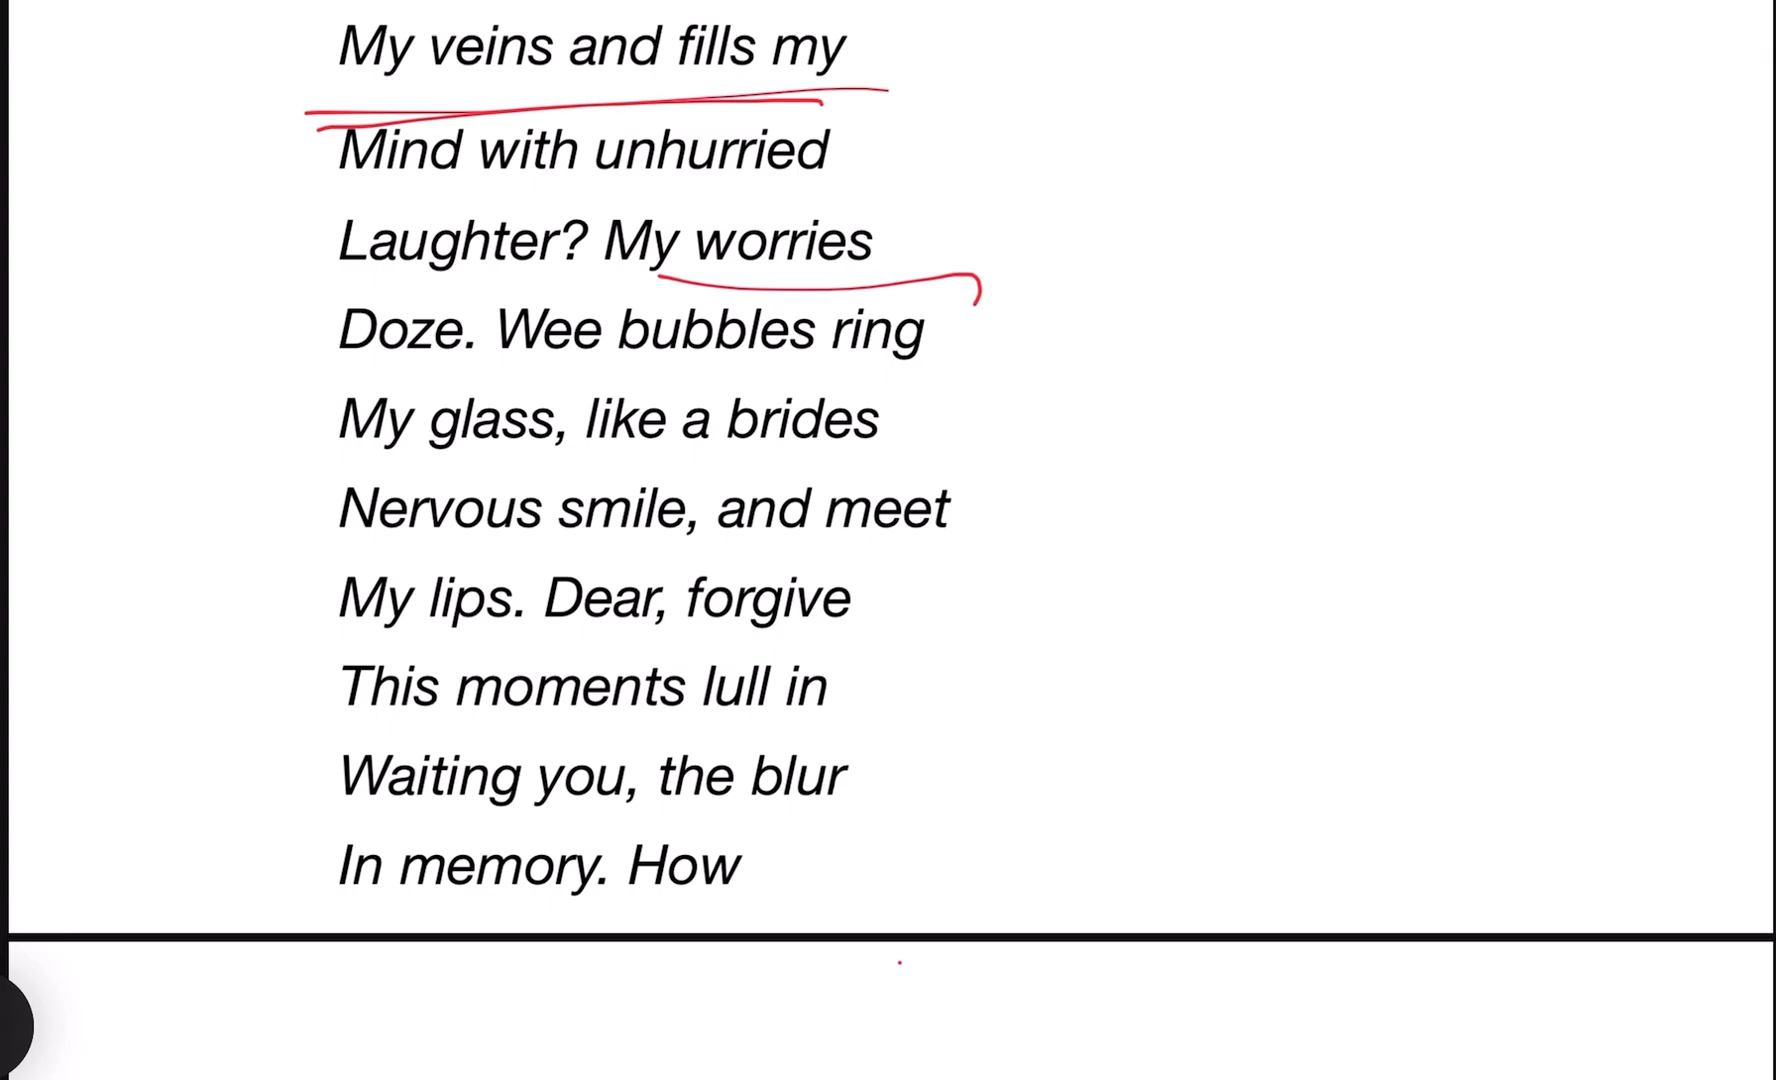 My veins and fills my
Mind with unhurried
Laughter? My worries
Doze. Wee bubbles ring
My glass, like a brides
Nervous smile, and meet
My lips. Dear, forgive
This moments lull in
Waiting you, the blur
In memory. How